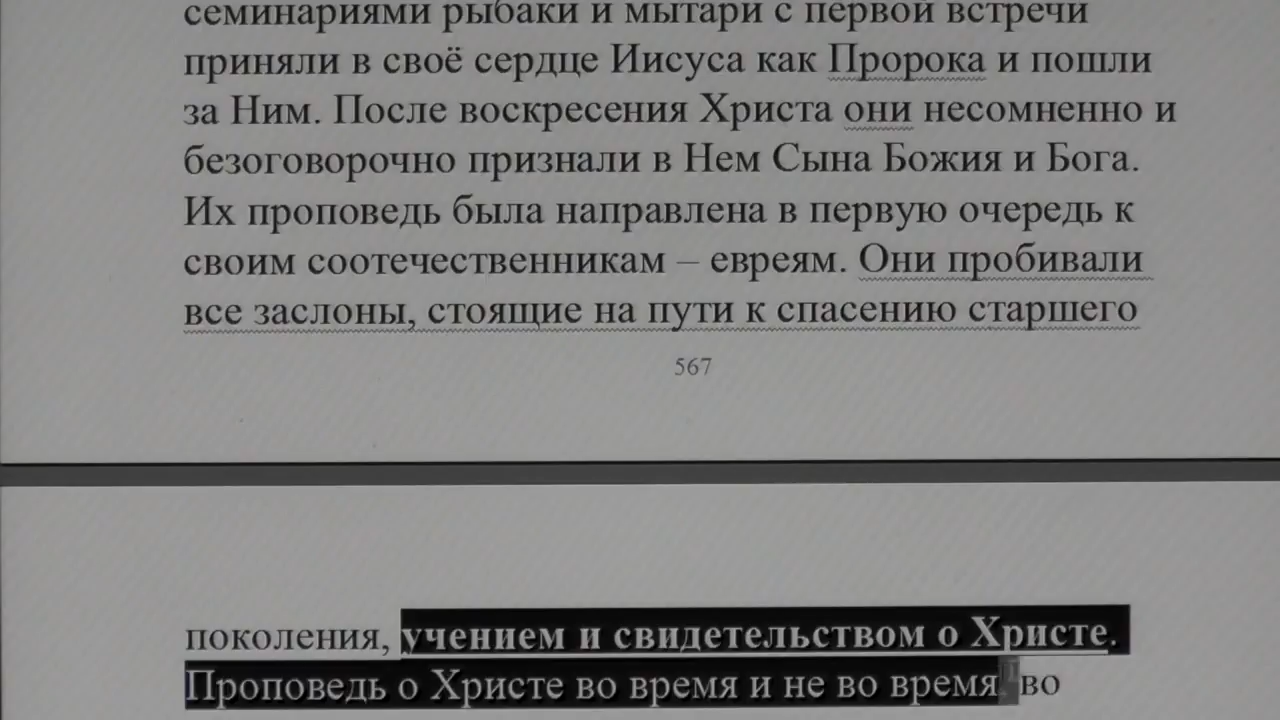 семинариями рыбаки и мытари с первой встречи
приняли в своё сердце Иисуса как Пророка и пошли
за Ним. После воскресения Христа они несомненно и
безоговорочно признали в Нем Сына Божия и Бога.
Их проповедь была направлена в первую очередь к
своим соотечественникам – евреям. Они пробивали
все заслоны, стоящие на пути к спасению старшего
567
поколения, учением и свидетельством о Христе.
Проповедь о Христе во время и не во время во